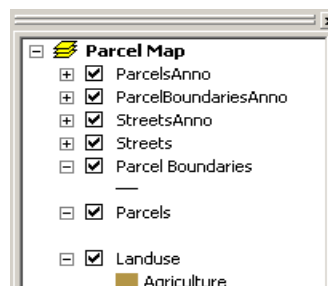 Parcel Map
ParcelsAnno
ParcelBoundariesAnno
StreetsAnno
Streets
Parcel Boundaries
Parcels
Landuse
Agriculture